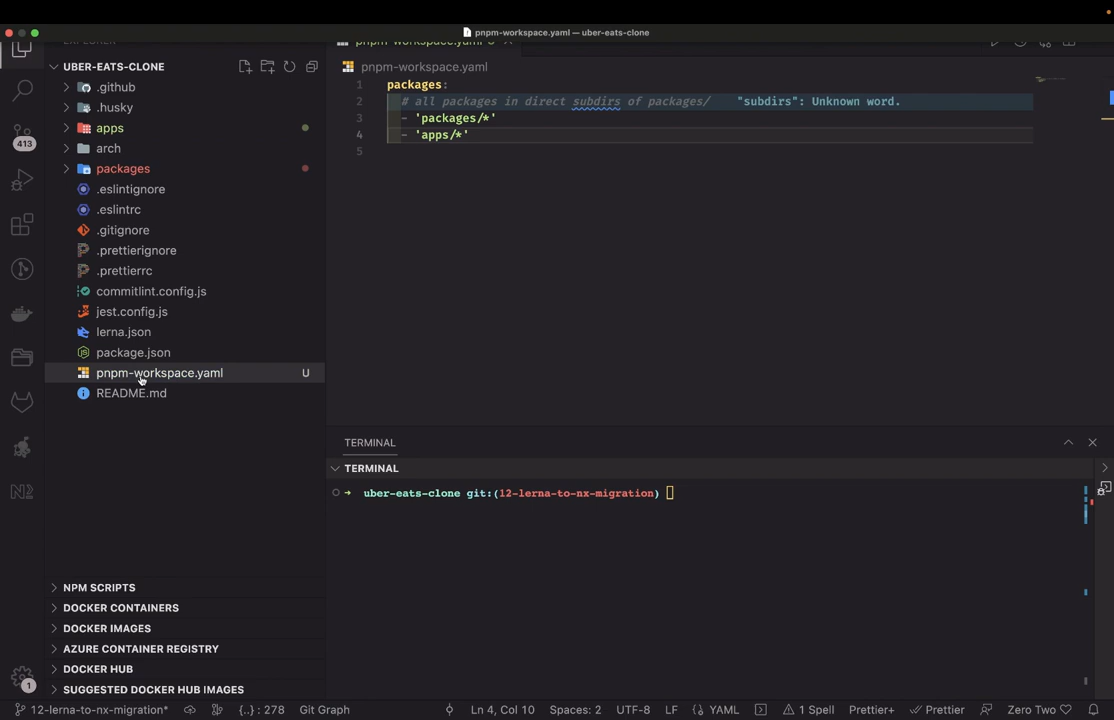 pnpm-workspace.yaml — uber-eats-clone
EXPLORER
UBER-EATS-CLONE
.github
.husky
apps
arch
packages
.eslintignore
.eslintrc
.gitignore
.prettierignore
.prettierrc
commitlint.config.js
jest.config.js
lerna.json
package.json
pnpm-workspace.yaml U
README.md
413
NPM SCRIPTS
DOCKER CONTAINERS
DOCKER IMAGES
AZURE CONTAINER REGISTRY
DOCKER HUB
SUGGESTED DOCKER HUB IMAGES
1
pnpm-workspace.yaml U
pnpm-workspace.yaml
1 packages:
2 # all packages in direct subdirs of packages/ "subdirs": Unknown word.
3 - 'packages/*'
4 - 'apps/*'
5
TERMINAL
TERMINAL
uber-eats-clone git:(12-lerna-to-nx-migration)
12-lerna-to-nx-migration* {..} : 278 Git Graph Ln 4, Col 10 Spaces: 2 UTF-8 LF YAML 1 Spell Prettier+ Prettier Zero Two